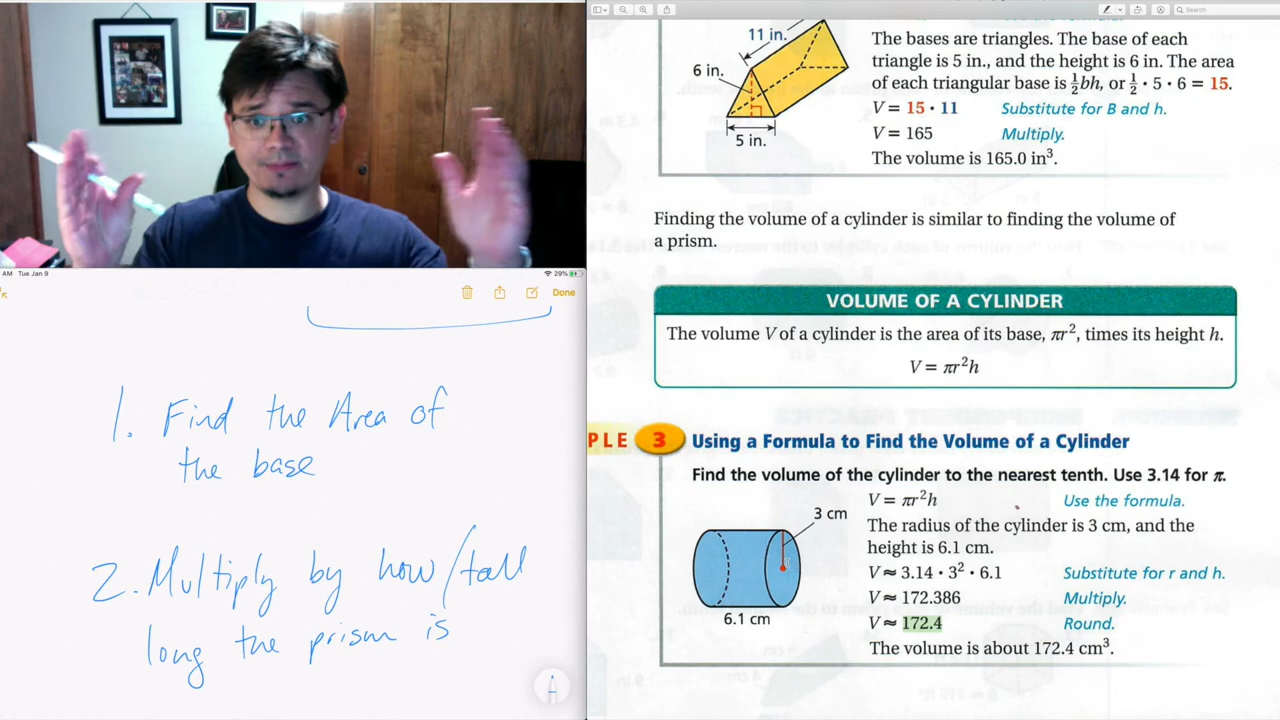 AM Tue Jan 9
29%
Done
1. Find the Area of
the base
2. Multiply by how/tall
long the prism is
Search
11 in.
6 in.
5 in.
The bases are triangles. The base of each
triangle is 5 in., and the height is 6 in. The area
of each triangular base is ½bh, or ½ · 5 · 6 = 15.
V = 15 · 11 Substitute for B and h.
V = 165 Multiply.
The volume is 165.0 in³.
Finding the volume of a cylinder is similar to finding the volume of
a prism.
VOLUME OF A CYLINDER
The volume V of a cylinder is the area of its base, πr², times its height h.
V = πr²h
PLE 3 Using a Formula to Find the Volume of a Cylinder
Find the volume of the cylinder to the nearest tenth. Use 3.14 for π.
3 cm
6.1 cm
V = πr²h Use the formula.
The radius of the cylinder is 3 cm, and the
height is 6.1 cm.
V ≈ 3.14 · 3² · 6.1 Substitute for r and h.
V ≈ 172.386 Multiply.
V ≈ 172.4 Round.
The volume is about 172.4 cm³.